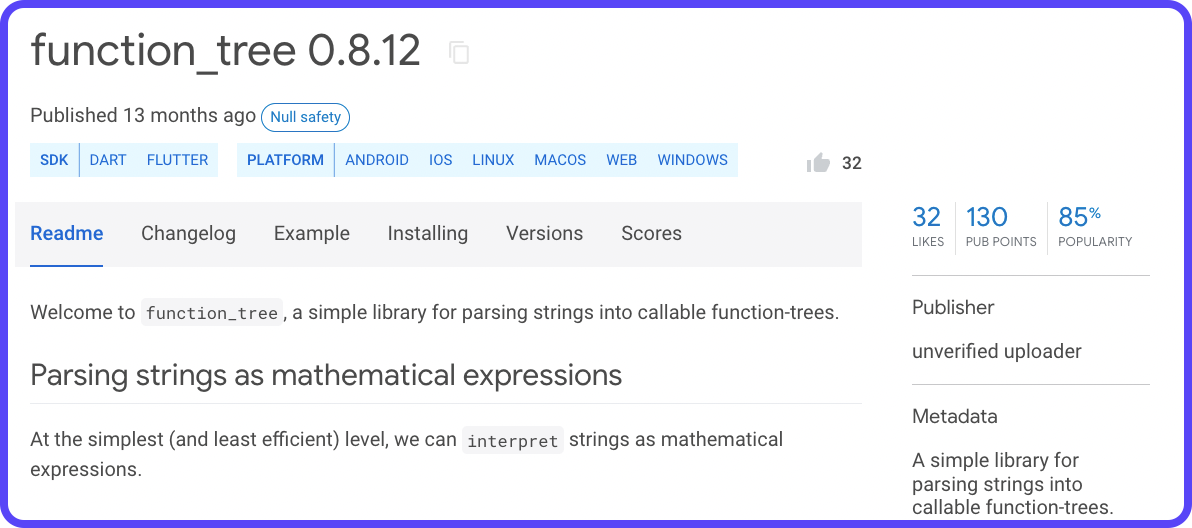 function_tree 0.8.12
Published 13 months ago Null safety
SDK DART FLUTTER PLATFORM ANDROID IOS LINUX MACOS WEB WINDOWS 32
Readme Changelog Example Installing Versions Scores
Welcome to function_tree, a simple library for parsing strings into callable function-trees.
Parsing strings as mathematical expressions
At the simplest (and least efficient) level, we can interpret strings as mathematical
expressions.
32 130 85%
LIKES PUB POINTS POPULARITY
Publisher
unverified uploader
Metadata
A simple library for
parsing strings into
callable function-trees.